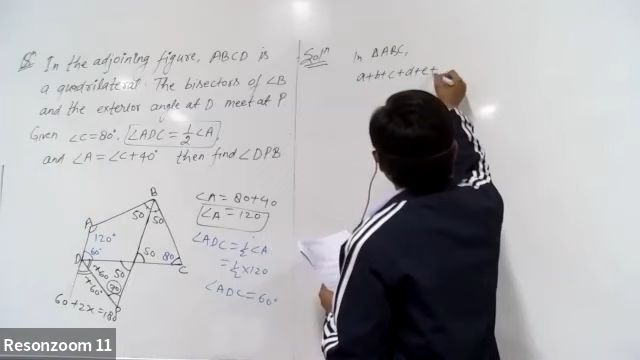 Q. In the adjoining figure, ABCD is
a quadrilateral. The bisectors of ∠B
and the exterior angle at D meet at P
Given ∠C=80°, ∠ADC=1/2 ∠A,
and ∠A=∠C+40° then find ∠DPB
B
50 50
A
120°
60°
D
50
50
80
C
x 60
x 60°
90
P
60+2x=180
∠A = 80+40
∠A = 120
∠ADC=1/2 ∠A
=1/2×120
∠ADC=60°
Solⁿ
In ΔABC,
a+b+c+d+e+
Resonzoom 11